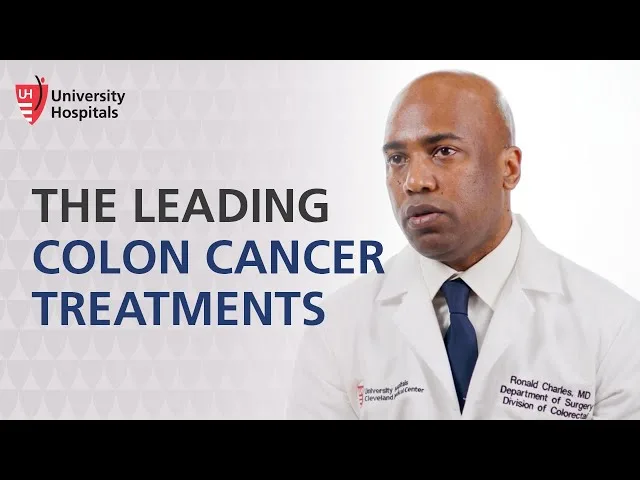 UH
University
Hospitals
THE LEADING
COLON CANCER
TREATMENTS
University Hospitals
Cleveland Medical Center
Ronald Charles, MD
Department of Surgery
Division of Colorectal